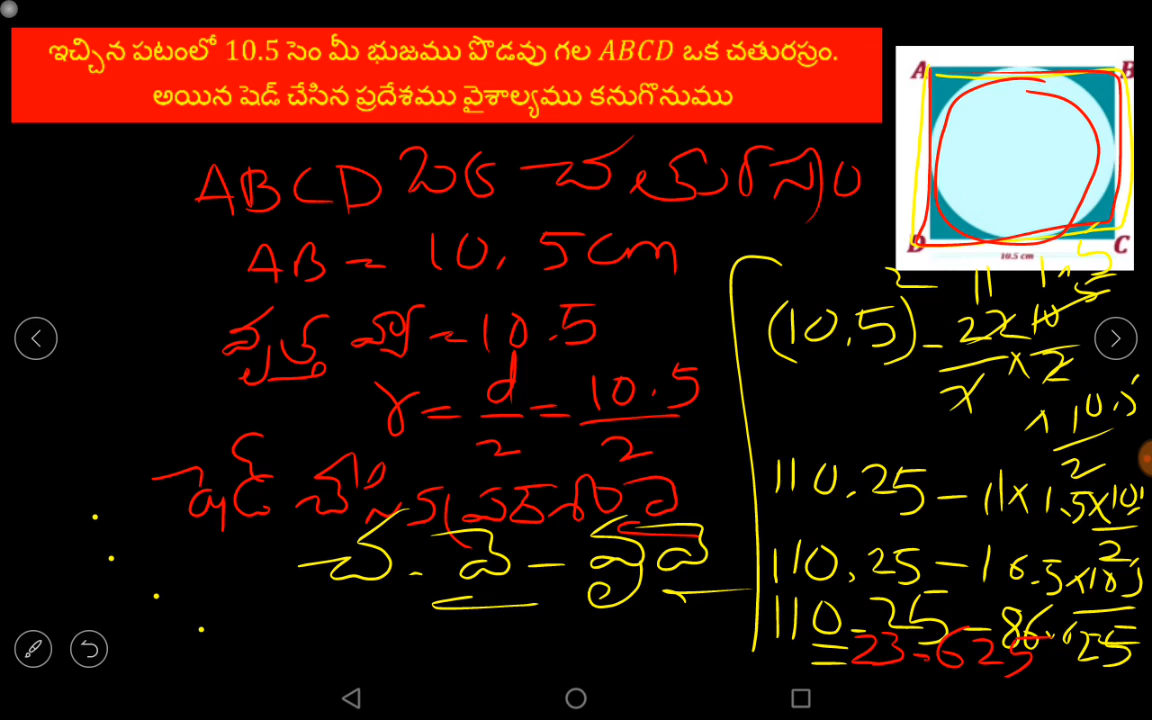 ఇచ్చిన పటంలో 10.5 సెం మీ భుజము పొడవు గల ABCD ఒక చతురస్రం.
అయిన షెడ్ చేసిన ప్రదేశము వైశాల్యము కనుగొనుము
A B
D C
10.5 cm
ABCD ఒక చతురస్రం
AB = 10.5cm
వృత్త వ్యా = 10.5
r = d/2 = 10.5/2
షేడ్ చేసిన
చ. వై - వృ వై
(10.5)² - 22/7 × 10.5/2 × 10.5/2
11 1.5
110.25 - 11 × 1.5 × 10.5/2
110.25 - 16.5 × 10.5/2
110.25 - 86.625
23.625